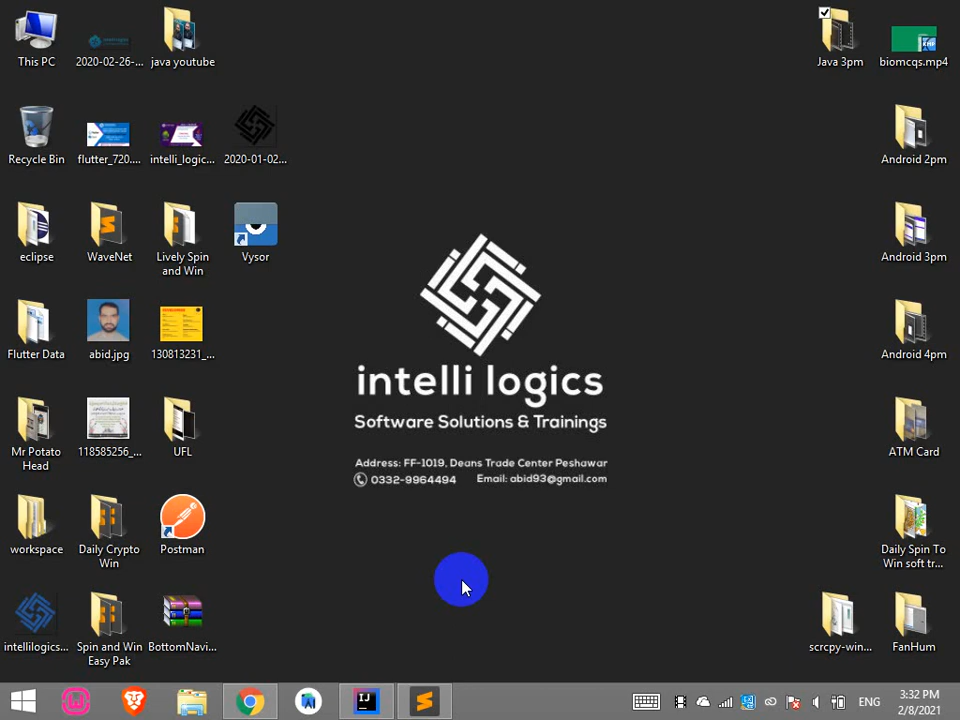 This PC
2020-02-26-...
java youtube
Java 3pm
biomcqs.mp4
Recycle Bin
flutter_720....
intelli_logic...
2020-01-02...
Android 2pm
eclipse
WaveNet
Lively Spin
and Win
Vysor
Android 3pm
Flutter Data
abid.jpg
130813231_...
Android 4pm
intelli logics
Software Solutions & Trainings
Address: FF-1019, Deans Trade Center Peshawar
0332-9964494 Email: abid93@gmail.com
Mr Potato
Head
118585256_...
UFL
ATM Card
workspace
Daily Crypto
Win
Postman
Daily Spin To
Win soft tr...
intellilogics...
Spin and Win
Easy Pak
BottomNavi...
scrcpy-win...
FanHum
IJ
ENG
3:32 PM
2/8/2021